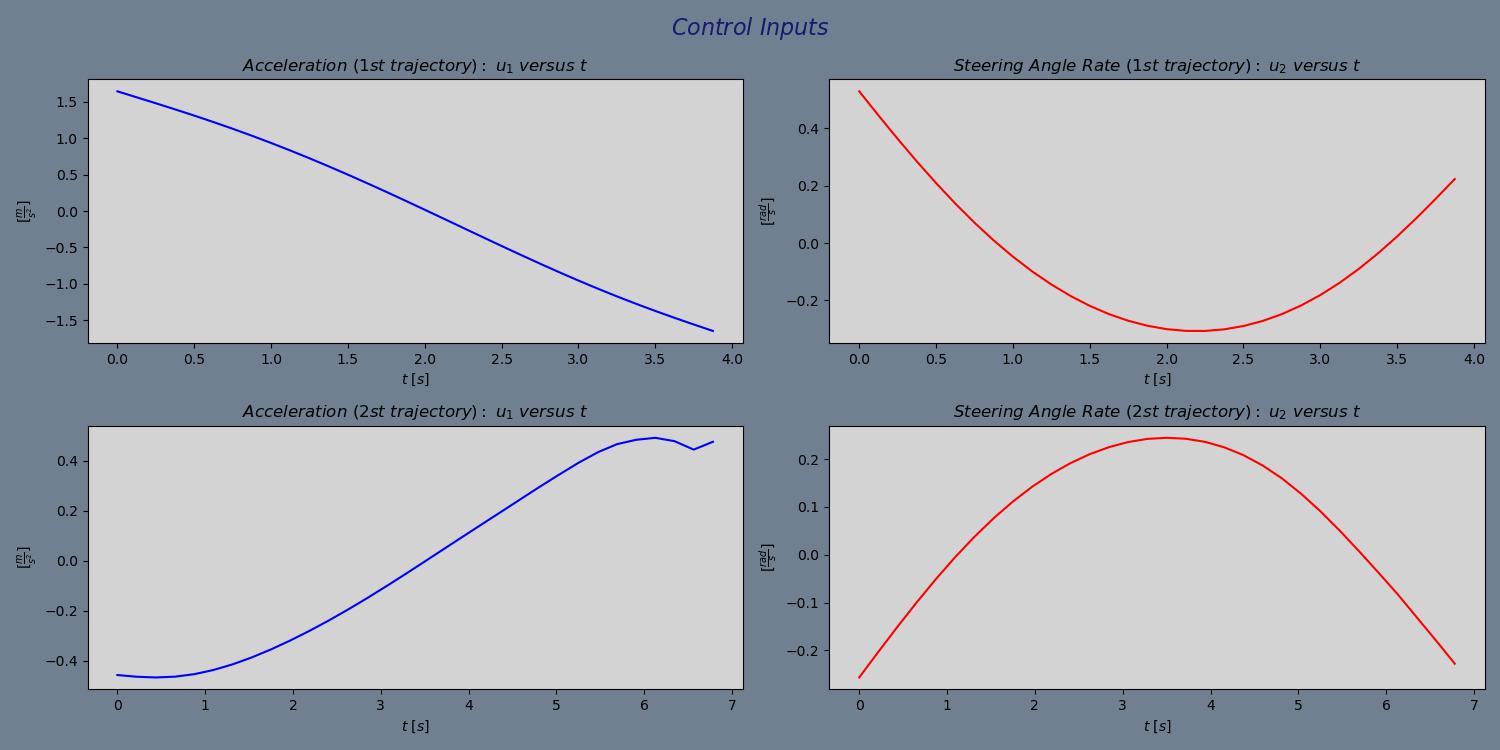 Control Inputs
Acceleration (1st trajectory) : u₁ versus t
1.5
1.0
0.5
0.0
−0.5
−1.0
−1.5
[m/s²]
0.0 0.5 1.0 1.5 2.0 2.5 3.0 3.5 4.0
t [s]
Steering Angle Rate (1st trajectory) : u₂ versus t
0.4
0.2
0.0
−0.2
[rad/s]
0.0 0.5 1.0 1.5 2.0 2.5 3.0 3.5 4.0
t [s]
Acceleration (2st trajectory) : u₁ versus t
0.4
0.2
0.0
−0.2
−0.4
[m/s²]
0 1 2 3 4 5 6 7
t [s]
Steering Angle Rate (2st trajectory) : u₂ versus t
0.2
0.1
0.0
−0.1
−0.2
[rad/s]
0 1 2 3 4 5 6 7
t [s]